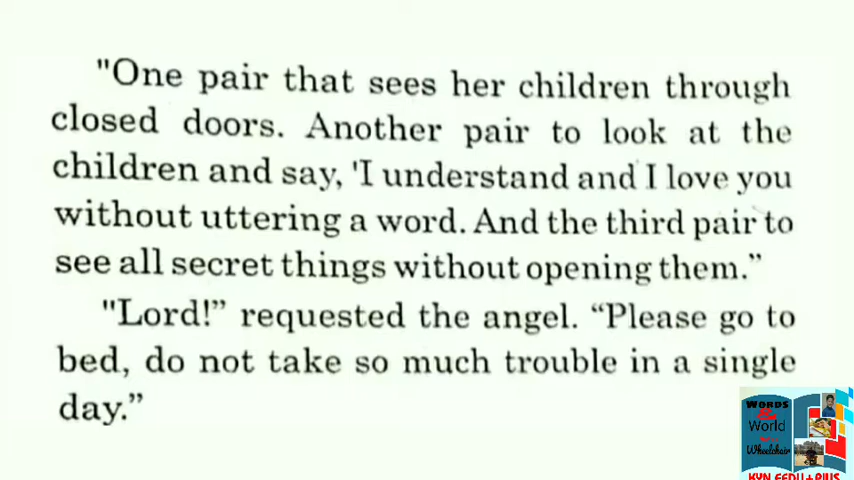 "One pair that sees her children through
closed doors. Another pair to look at the
children and say, 'I understand and I love you
without uttering a word. And the third pair to
see all secret things without opening them.”
"Lord!” requested the angel. “Please go to
bed, do not take so much trouble in a single
day.”
WORDS
World
Wheelchair
KYN EEDU+PIUS